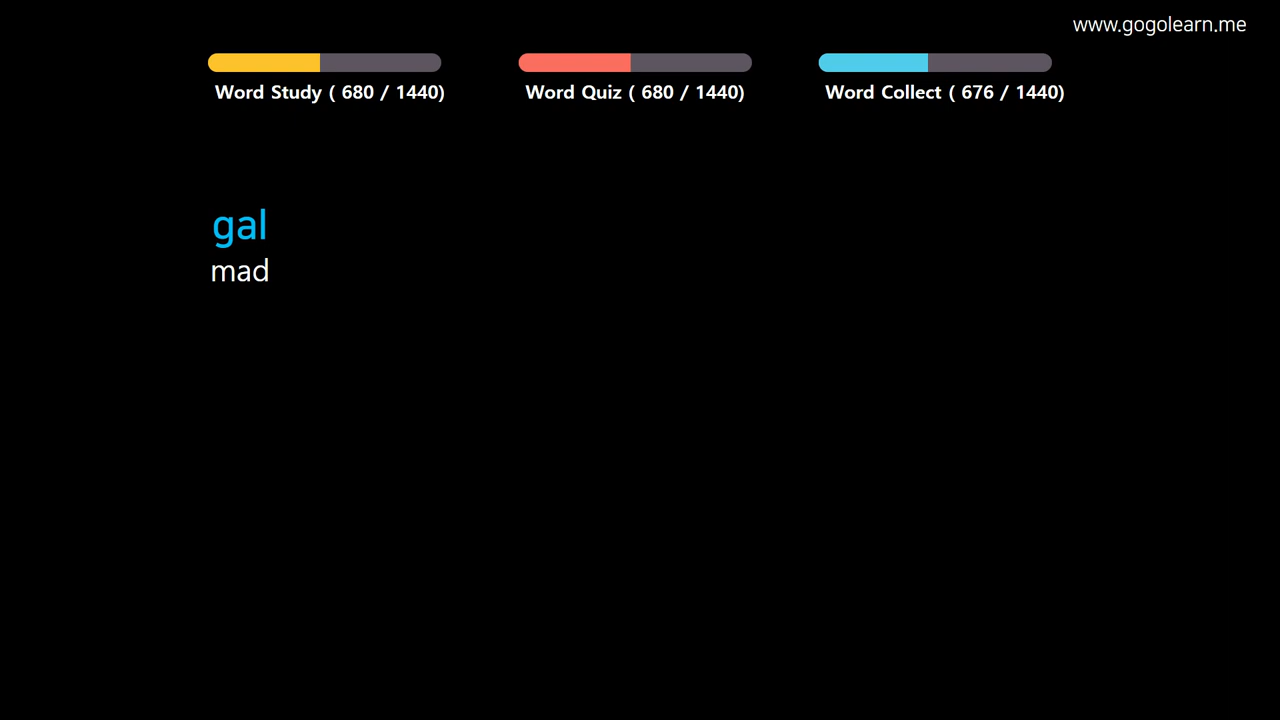 www.gogolearn.me
Word Study ( 680 / 1440)
Word Quiz ( 680 / 1440)
Word Collect ( 676 / 1440)
gal
mad